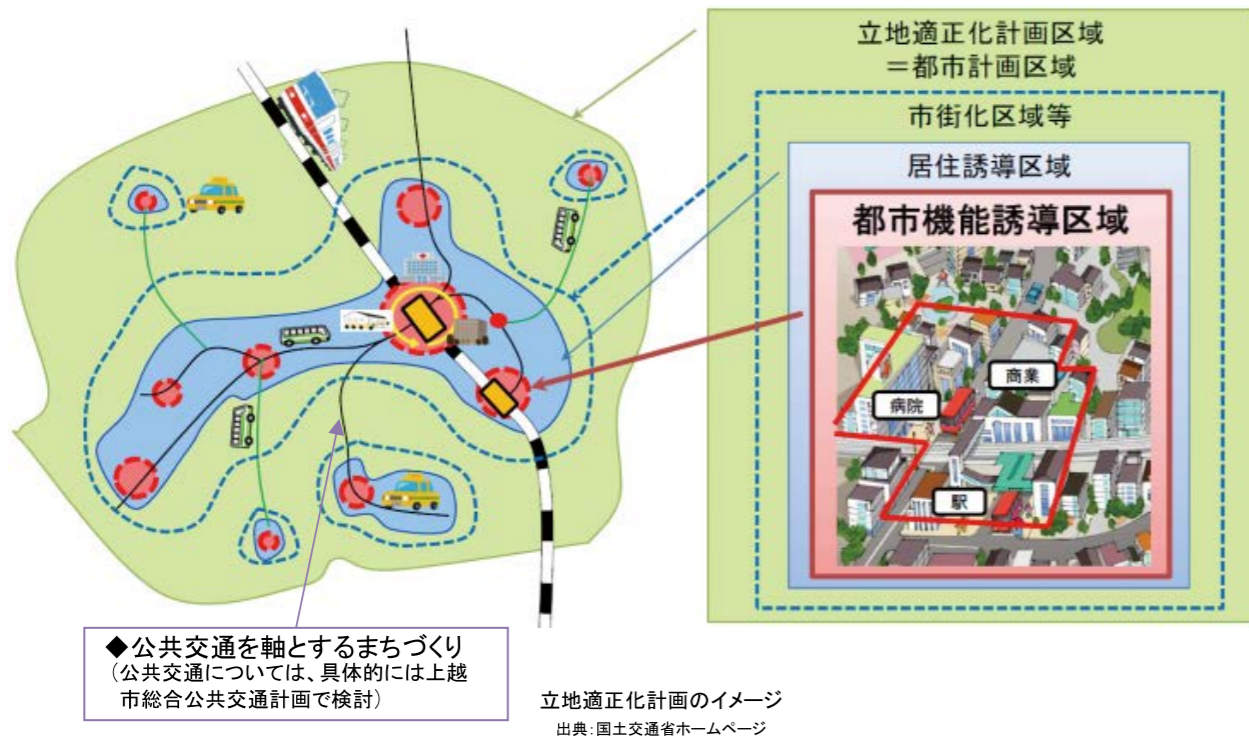 立地適正化計画区域
＝都市計画区域
市街化区域等
居住誘導区域
都市機能誘導区域
商業
病院
駅
◆公共交通を軸とするまちづくり
（公共交通については、具体的には上越
市総合公共交通計画で検討）
立地適正化計画のイメージ
出典：国土交通省ホームページ